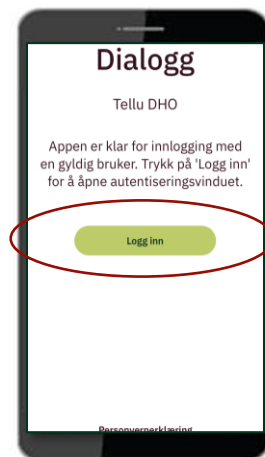 Dialogg
Tellu DHO
Appen er klar for innlogging med
en gyldig bruker. Trykk på 'Logg inn'
for å åpne autentiseringsvinduet.
Logg inn
Personvernerklæring